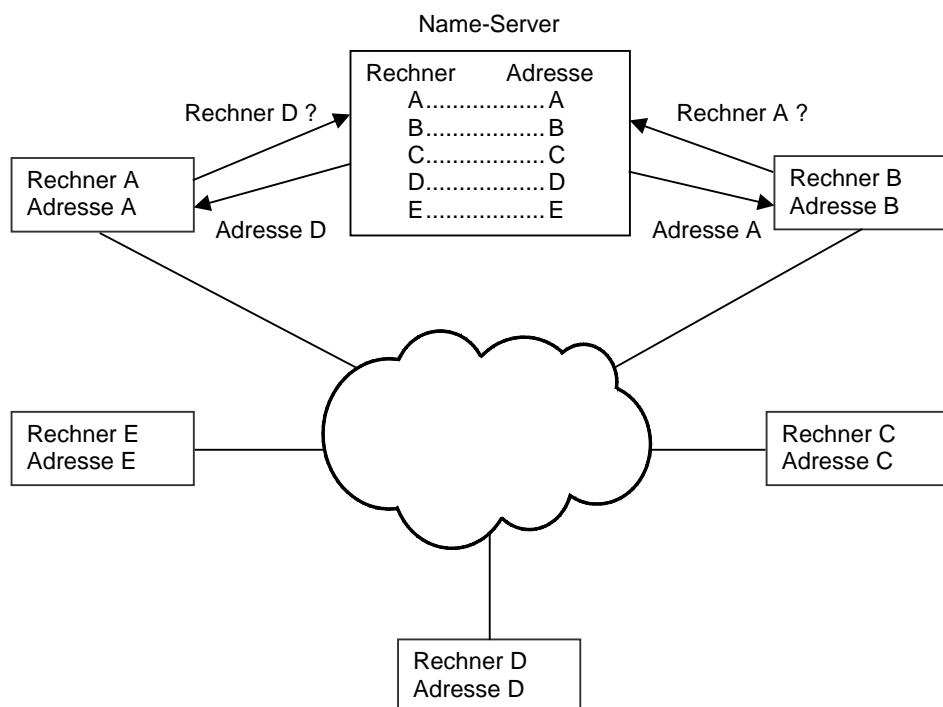 Name-Server
Rechner Adresse
A..................A
B..................B
C..................C
D..................D
E..................E
Rechner D ?
Rechner A ?
Rechner A
Adresse A
Adresse D
Rechner B
Adresse B
Adresse A
Rechner E
Adresse E
Rechner C
Adresse C
Rechner D
Adresse D